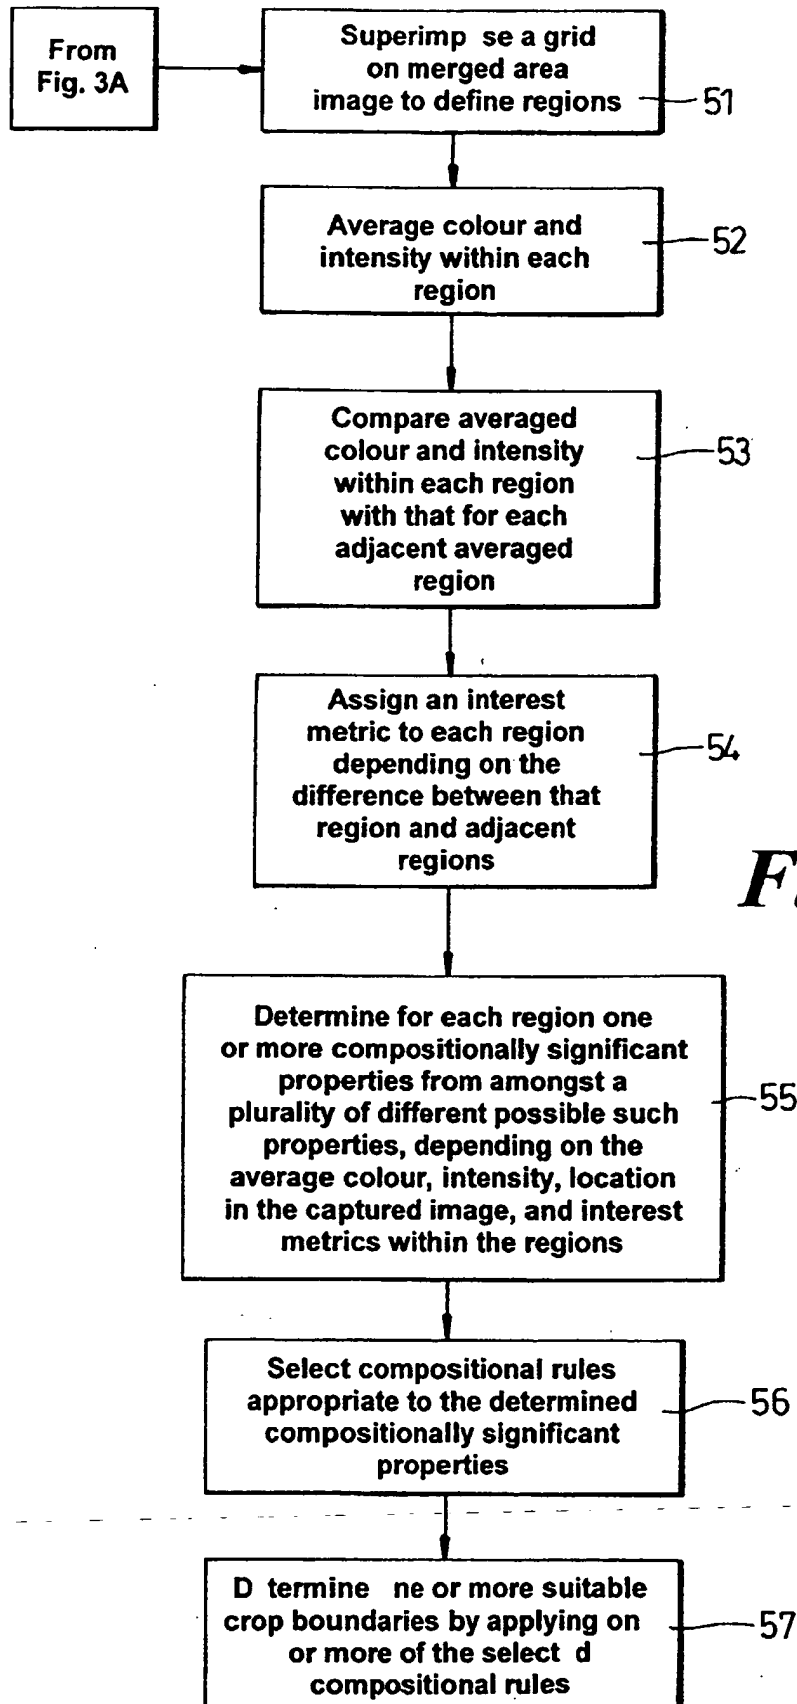 From
Fig. 3A
Superimp se a grid
on merged area
image to define regions
51
Average colour and
intensity within each
region
52
Compare averaged
colour and intensity
within each region
with that for each
adjacent averaged
region
53
Assign an interest
metric to each region
depending on the
difference between that
region and adjacent
regions
54
F
Determine for each region one
or more compositionally significant
properties from amongst a
plurality of different possible such
properties, depending on the
average colour, intensity, location
in the captured image, and interest
metrics within the regions
55
Select compositional rules
appropriate to the determined
compositionally significant
properties
56
D termine ne or more suitable
crop boundaries by applying on
or more of the select d
compositional rules
57